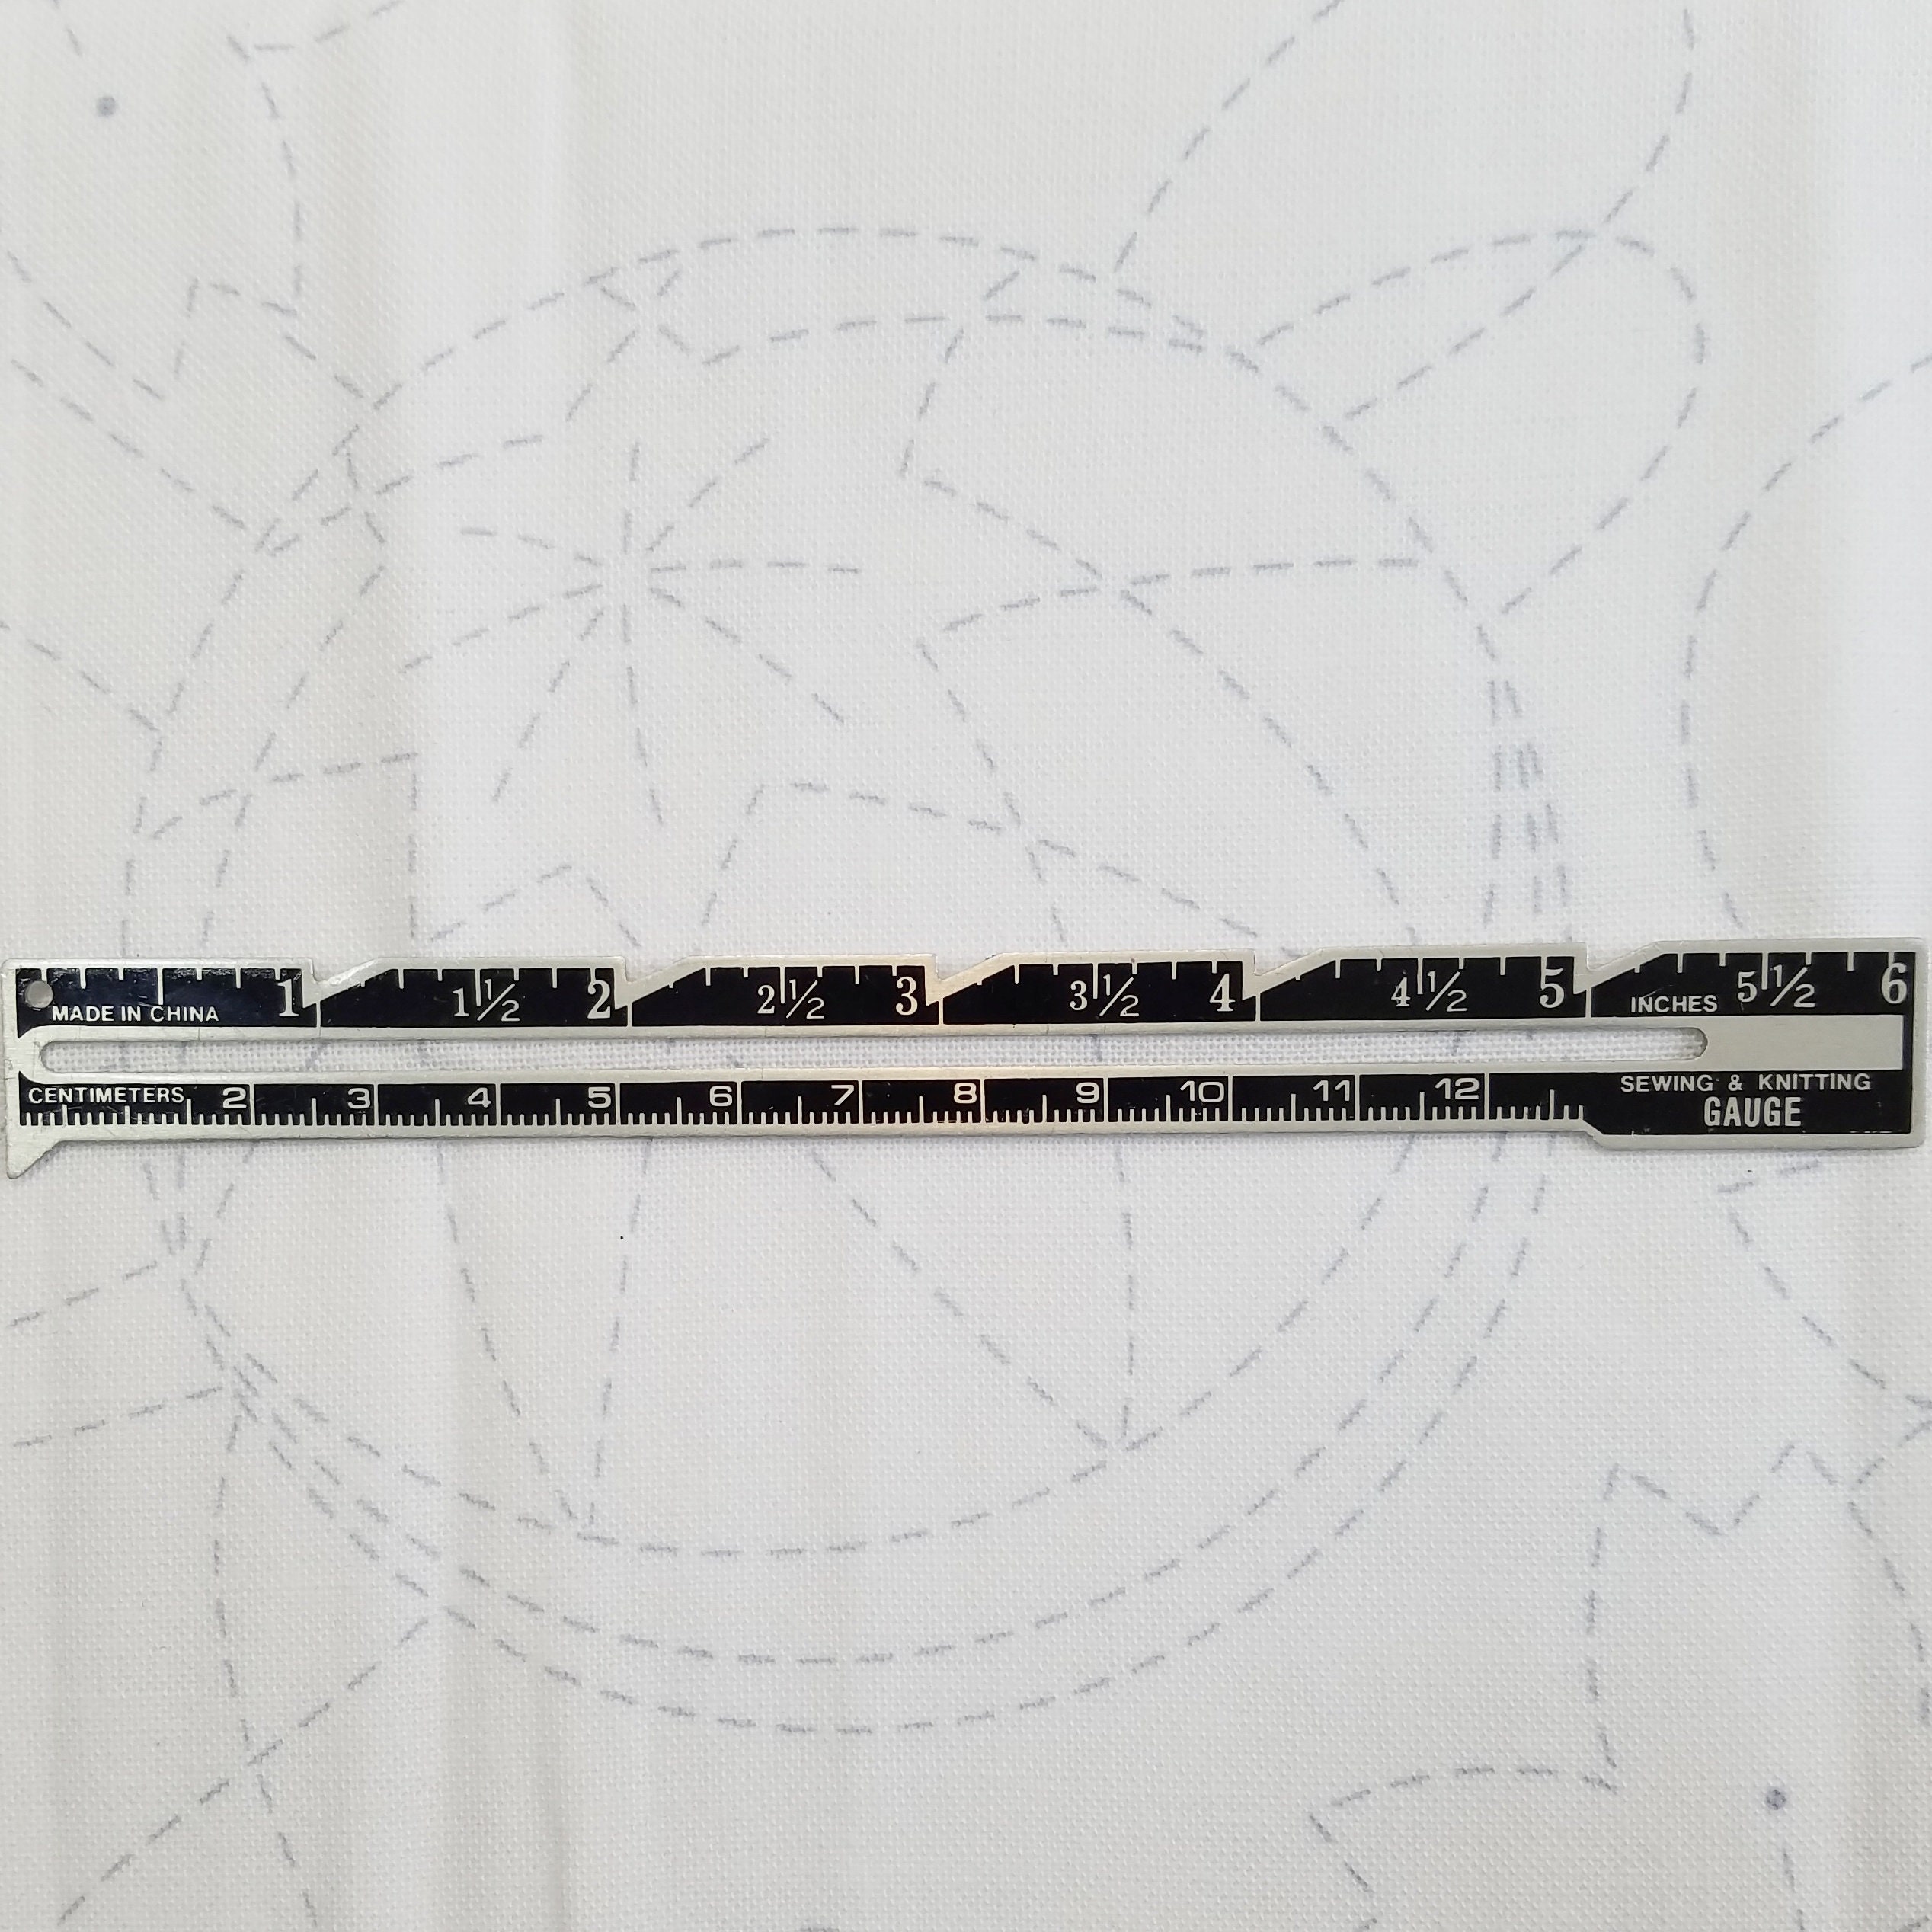 1 1½ 2 2½ 3 3½ 4 4½ 5 5½ 6
MADE IN CHINA INCHES
CENTIMETERS 2 3 4 5 6 7 8 9 10 11 12
SEWING & KNITTING
GAUGE